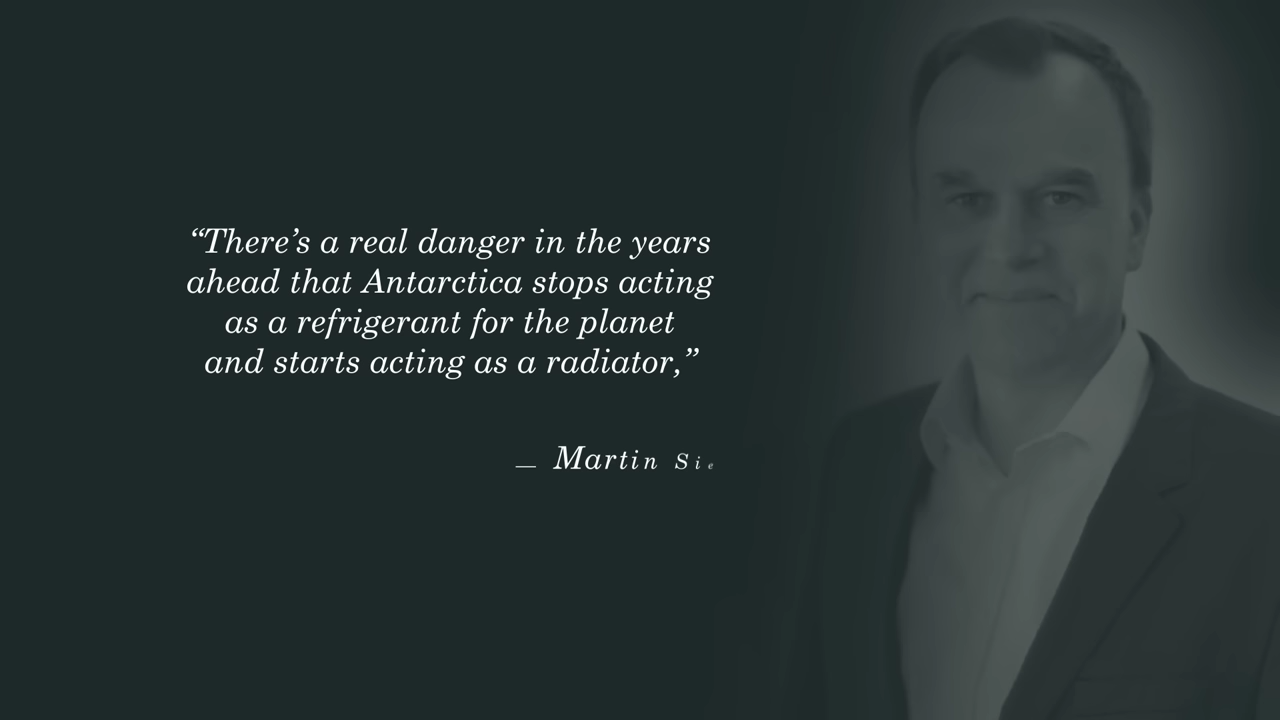 “There’s a real danger in the years
ahead that Antarctica stops acting
as a refrigerant for the planet
and starts acting as a radiator,”
— Martin Sie